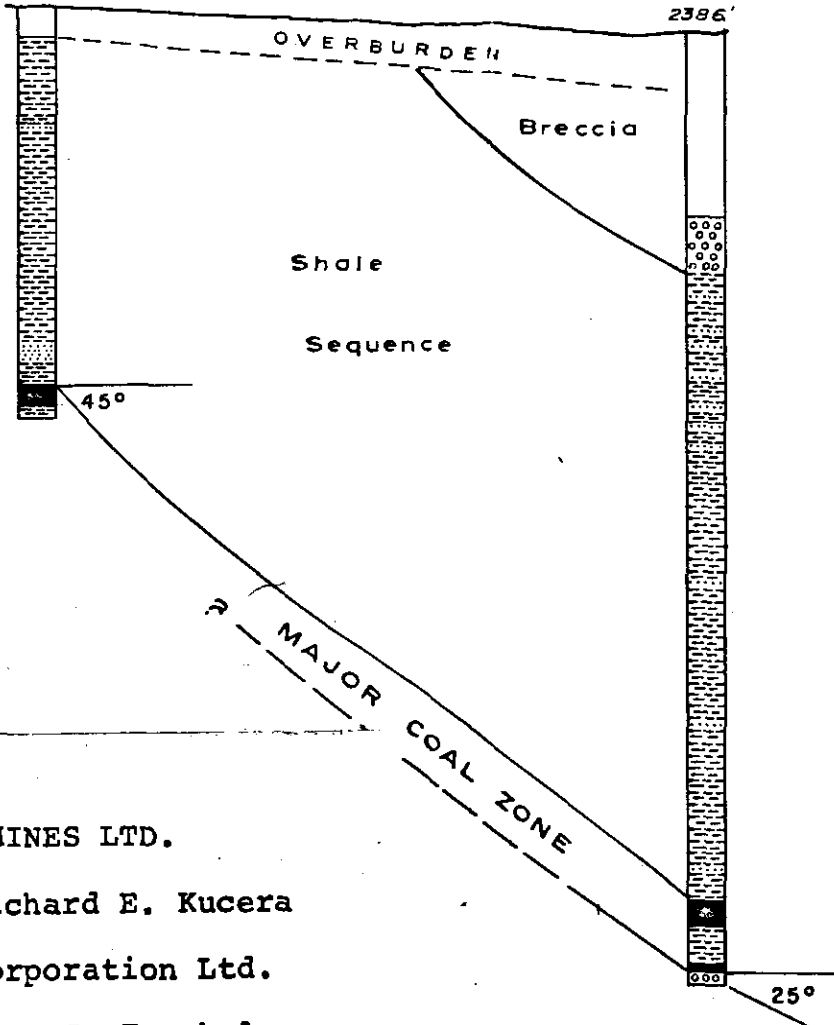 2386'
OVERBURDEN
Breccia
Shale
Sequence
45°
?
MAJOR COAL ZONE
MINES LTD.
ichard E. Kucera
orporation Ltd.
25°